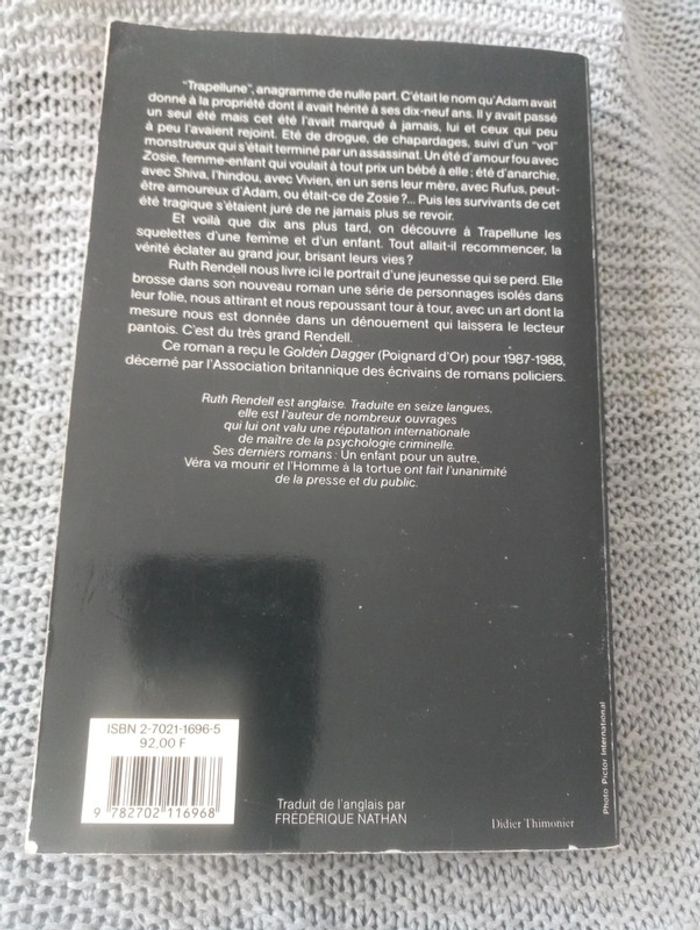 "Trapellune", anagramme de nulle part. C'était le nom qu'Adam avait
donné à la propriété dont il avait hérité à ses dix-neuf ans. Il y avait passé
un seul été mais cet été l'avait marqué à jamais, lui et ceux qui peu
à peu l'avaient rejoint. Eté de drogue, de chapardages, suivi d'un "vol"
monstrueux qui s'était terminé par un assassinat. Un été d'amour fou avec
Zosie, femme-enfant qui voulait à tout prix un bébé à elle ; été d'anarchie,
avec Shiva, l'hindou, avec Vivien, en un sens leur mère, avec Rufus, peut-
être amoureux d'Adam, ou était-ce de Zosie ?... Puis les survivants de cet
été tragique s'étaient juré de ne jamais plus se revoir.
Et voilà que dix ans plus tard, on découvre à Trapellune les
squelettes d'une femme et d'un enfant. Tout allait-il recommencer, la
vérité éclater au grand jour, brisant leurs vies ?
Ruth Rendell nous livre ici le portrait d'une jeunesse qui se perd. Elle
brosse dans son nouveau roman une série de personnages isolés dans
leur folie, nous attirant et nous repoussant tour à tour, avec un art dont la
mesure nous est donnée dans un dénouement qui laissera le lecteur
pantois. C'est du très grand Rendell.
Ce roman a reçu le Golden Dagger (Poignard d'Or) pour 1987-1988,
décerné par l'Association britannique des écrivains de romans policiers.
Ruth Rendell est anglaise. Traduite en seize langues,
elle est l'auteur de nombreux ouvrages
qui lui ont valu une réputation internationale
de maître de la psychologie criminelle.
Ses derniers romans : Un enfant pour un autre,
Véra va mourir et l'Homme à la tortue ont fait l'unanimité
de la presse et du public.
ISBN 2-7021-1696-5
92,00 F
9 782702 116968
Traduit de l'anglais par
FRÉDÉRIQUE NATHAN
Didier Thimonier
Photo Pictor International